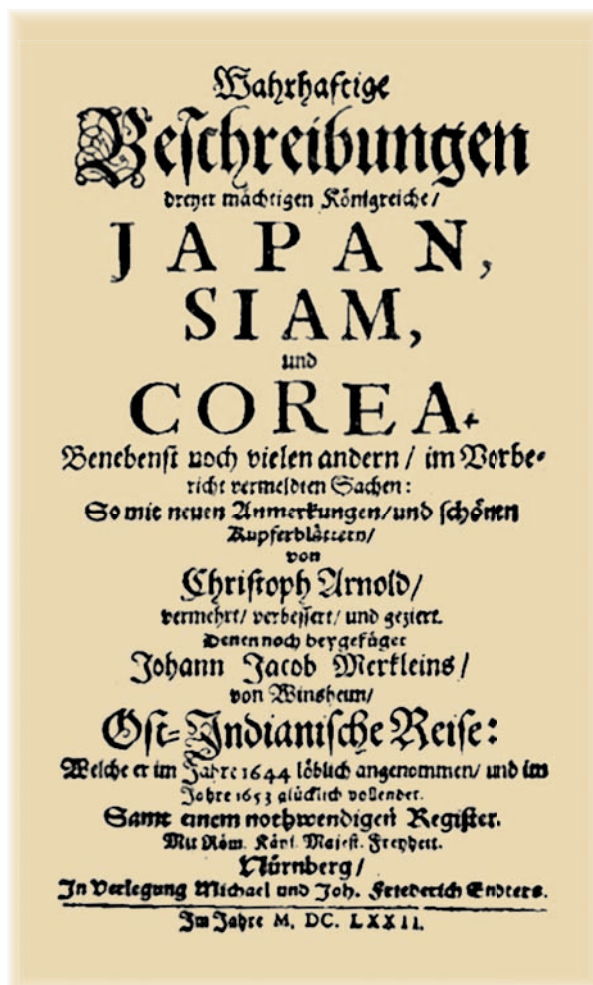 Wahrhaftige
Beschreibungen
dreyer mächtigen Königreiche/
JAPAN,
SIAM,
und
COREA.
Benebenst noch vielen andern/ im Vorbe-
richt vermeldten Sachen:
So mit neuen Anmerkungen/und schönen
Kupferblättern/
von
Christoph Arnold/
vermehrt/ verbessert/ und geziert.
Denen noch beygefüget
Johann Jacob Merkleins/
von Winsheim/
Ost-Indianische Reise:
Welche er im Jahre 1644 löblich angenommen/ und im
Jahre 1653 glücklich vollendet.
Samt einem nothwendigen Register.
Mit Röm. Käys. Majest. Freyheit.
Nürnberg/
In Verlegung Michael und Joh. Friederich Endters.
Im Jahre M. DC. LXXII.